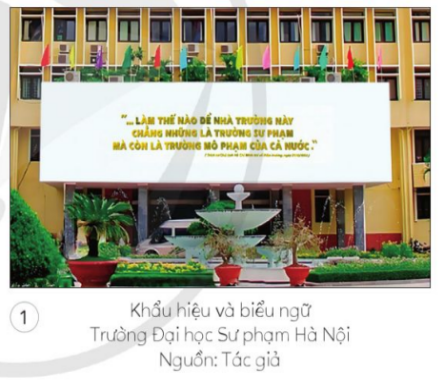 "... LÀM THẾ NÀO ĐỂ NHÀ TRƯỜNG NÀY
CHẲNG NHỮNG LÀ TRƯỜNG SƯ PHẠM
MÀ CÒN LÀ TRƯỜNG MÔ PHẠM CỦA CẢ NƯỚC."
1
Khẩu hiệu và biểu ngữ
Trường Đại học Sư phạm Hà Nội
Nguồn: Tác giả